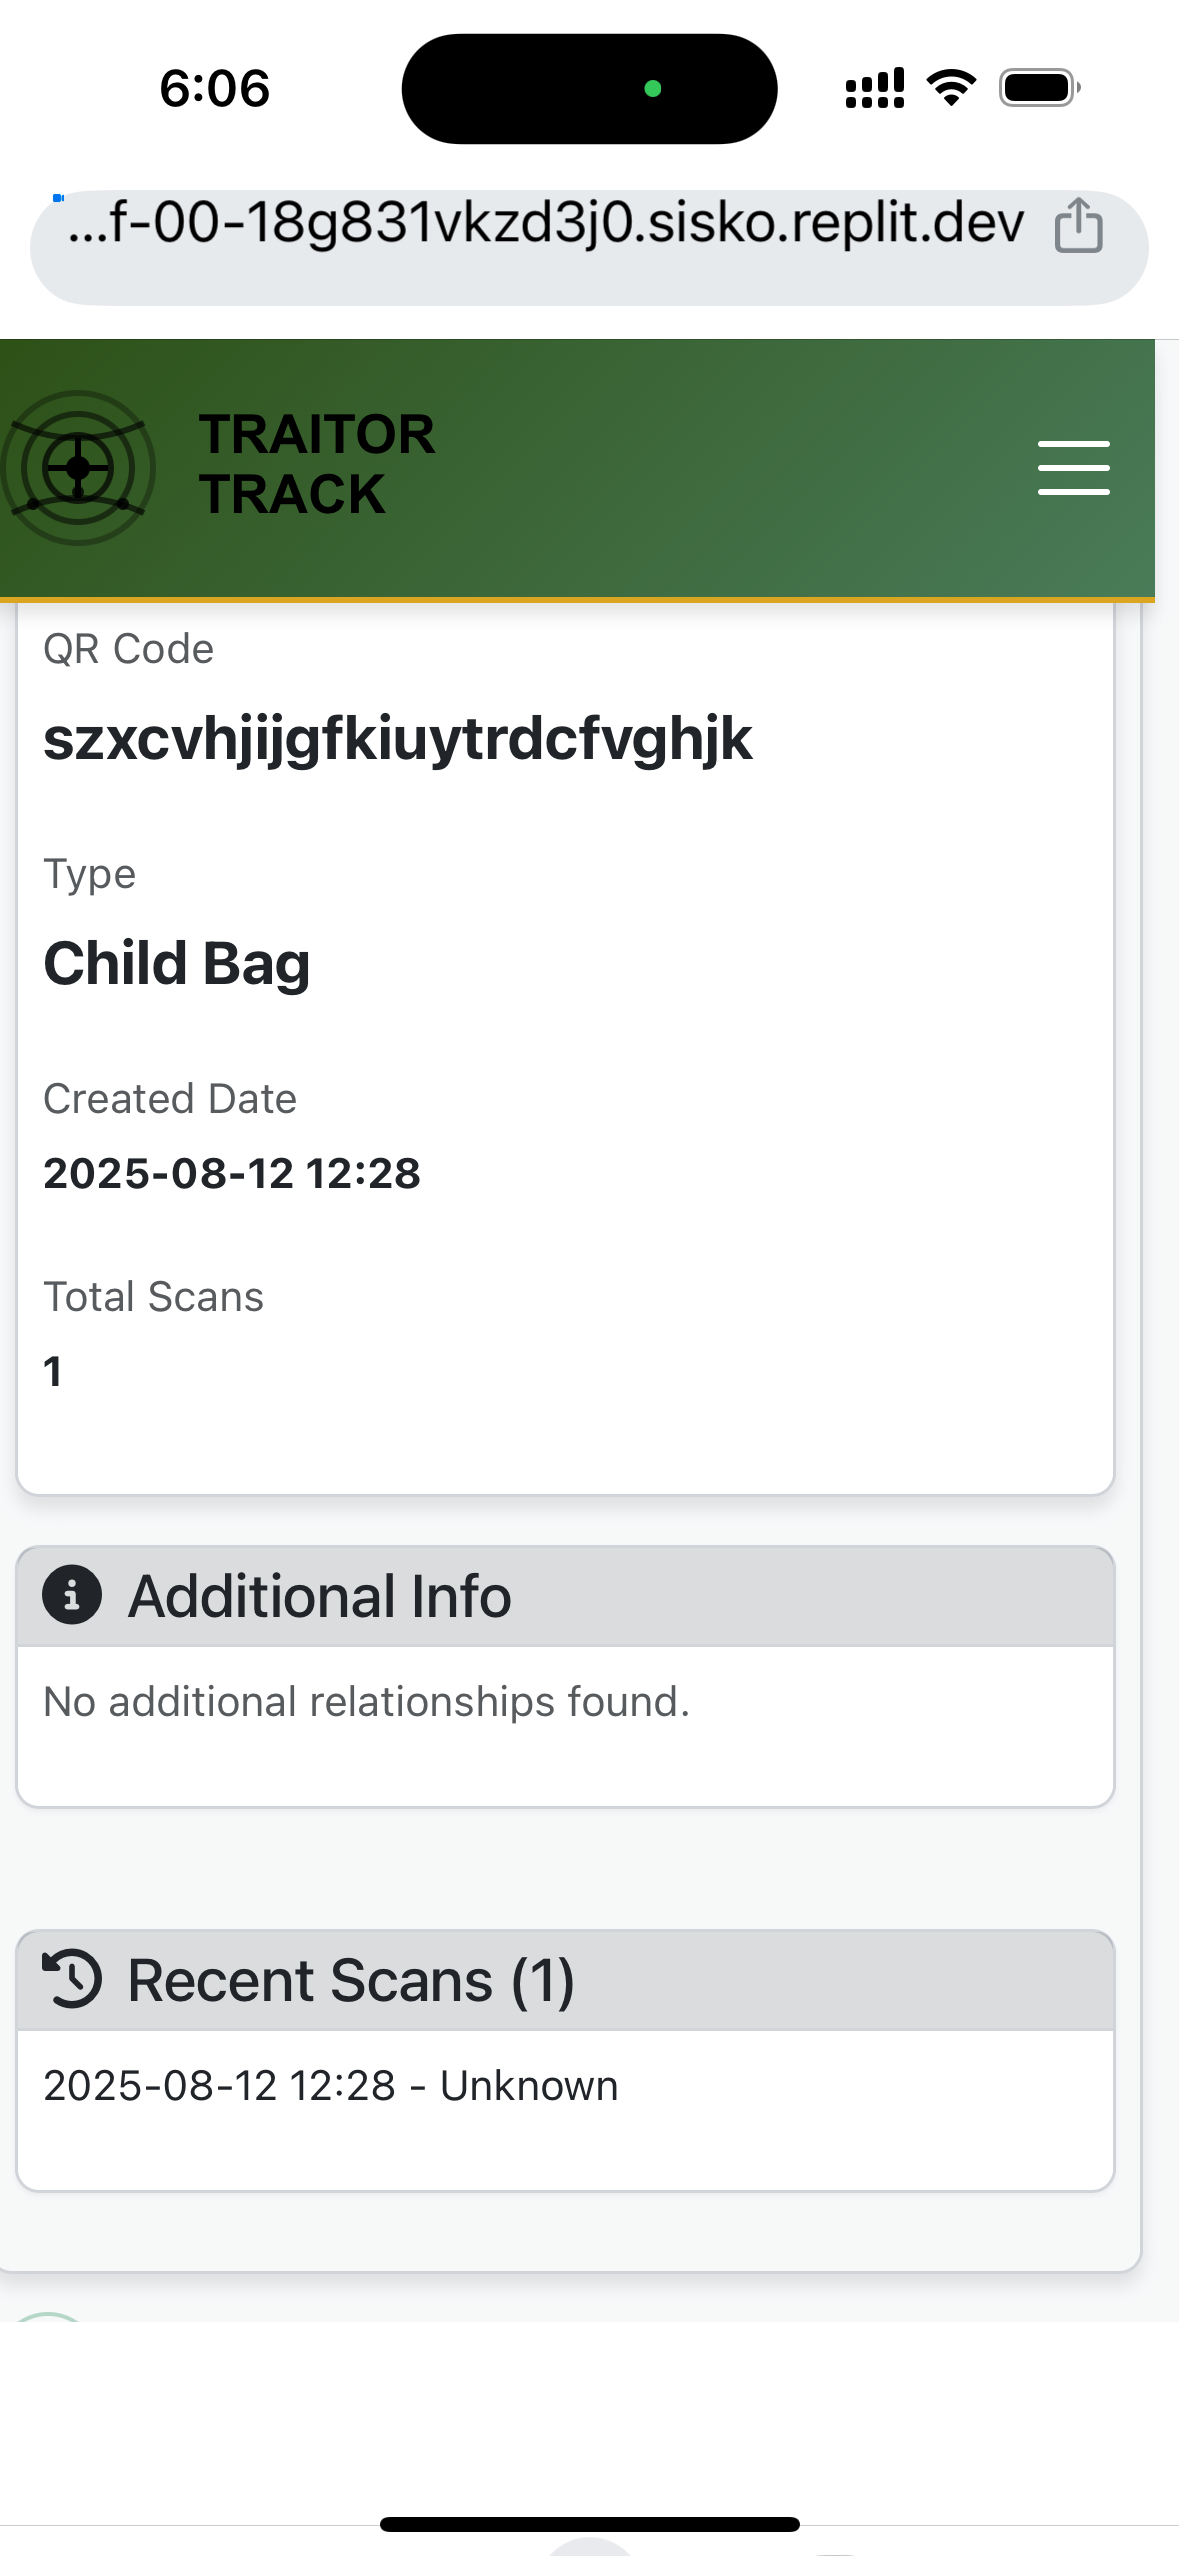 6:06
...f-00-18g831vkzd3j0.sisko.replit.dev
TRAITOR
TRACK
QR Code
szxcvhjijgfkiuytrdcfvghjk
Type
Child Bag
Created Date
2025-08-12 12:28
Total Scans
1
Additional Info
No additional relationships found.
Recent Scans (1)
2025-08-12 12:28 - Unknown